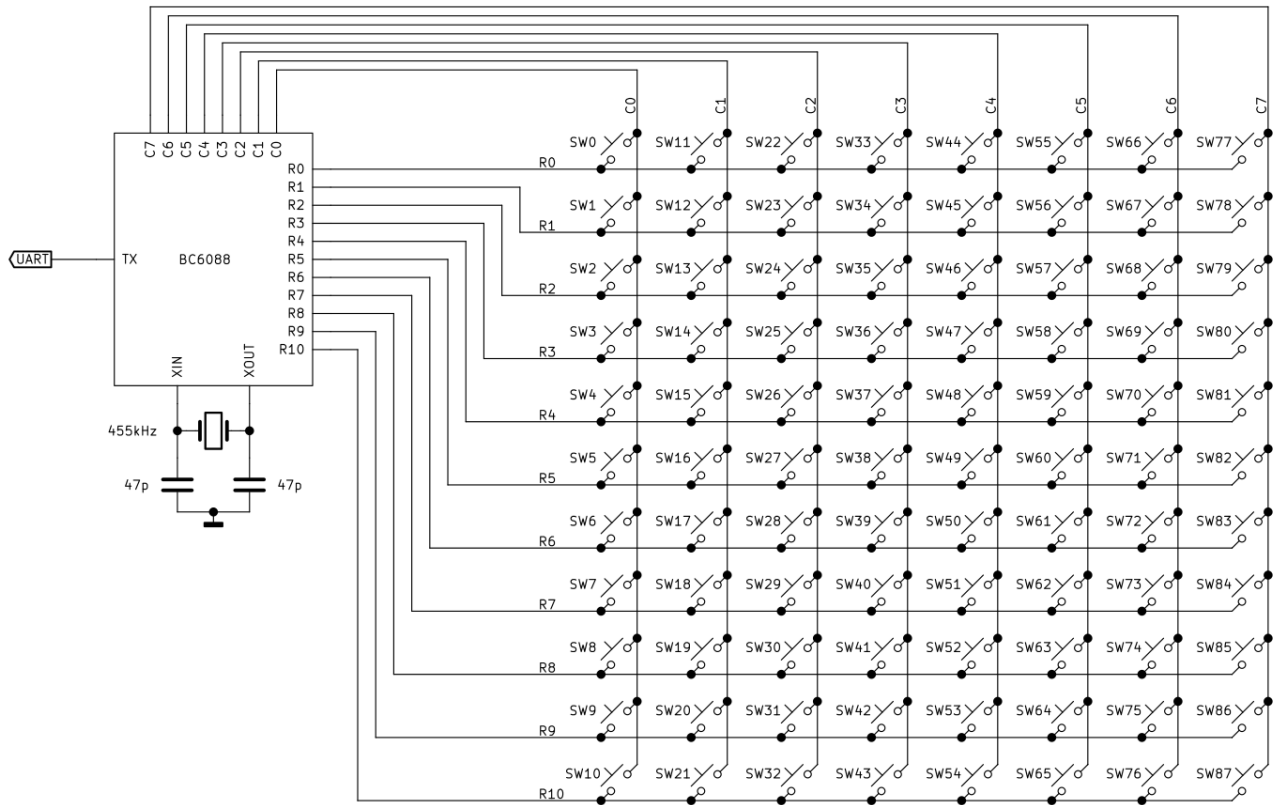 C0 C1 C2 C3 C4 C5 C6 C7
C7 C6 C5 C4 C3 C2 C1 C0
SW0 SW11 SW22 SW33 SW44 SW55 SW66 SW77
R0 R0
R1
SW1 SW12 SW23 SW34 SW45 SW56 SW67 SW78
R2
R3 R1
R4
UART TX BC6088 R5
SW2 SW13 SW24 SW35 SW46 SW57 SW68 SW79
R6
R7 R2
R8
R9
SW3 SW14 SW25 SW36 SW47 SW58 SW69 SW80
R10
R3
XIN XOUT
SW4 SW15 SW26 SW37 SW48 SW59 SW70 SW81
R4
455kHz
SW5 SW16 SW27 SW38 SW49 SW60 SW71 SW82
R5
47p 47p
SW6 SW17 SW28 SW39 SW50 SW61 SW72 SW83
R6
SW7 SW18 SW29 SW40 SW51 SW62 SW73 SW84
R7
SW8 SW19 SW30 SW41 SW52 SW63 SW74 SW85
R8
SW9 SW20 SW31 SW42 SW53 SW64 SW75 SW86
R9
SW10 SW21 SW32 SW43 SW54 SW65 SW76 SW87
R10